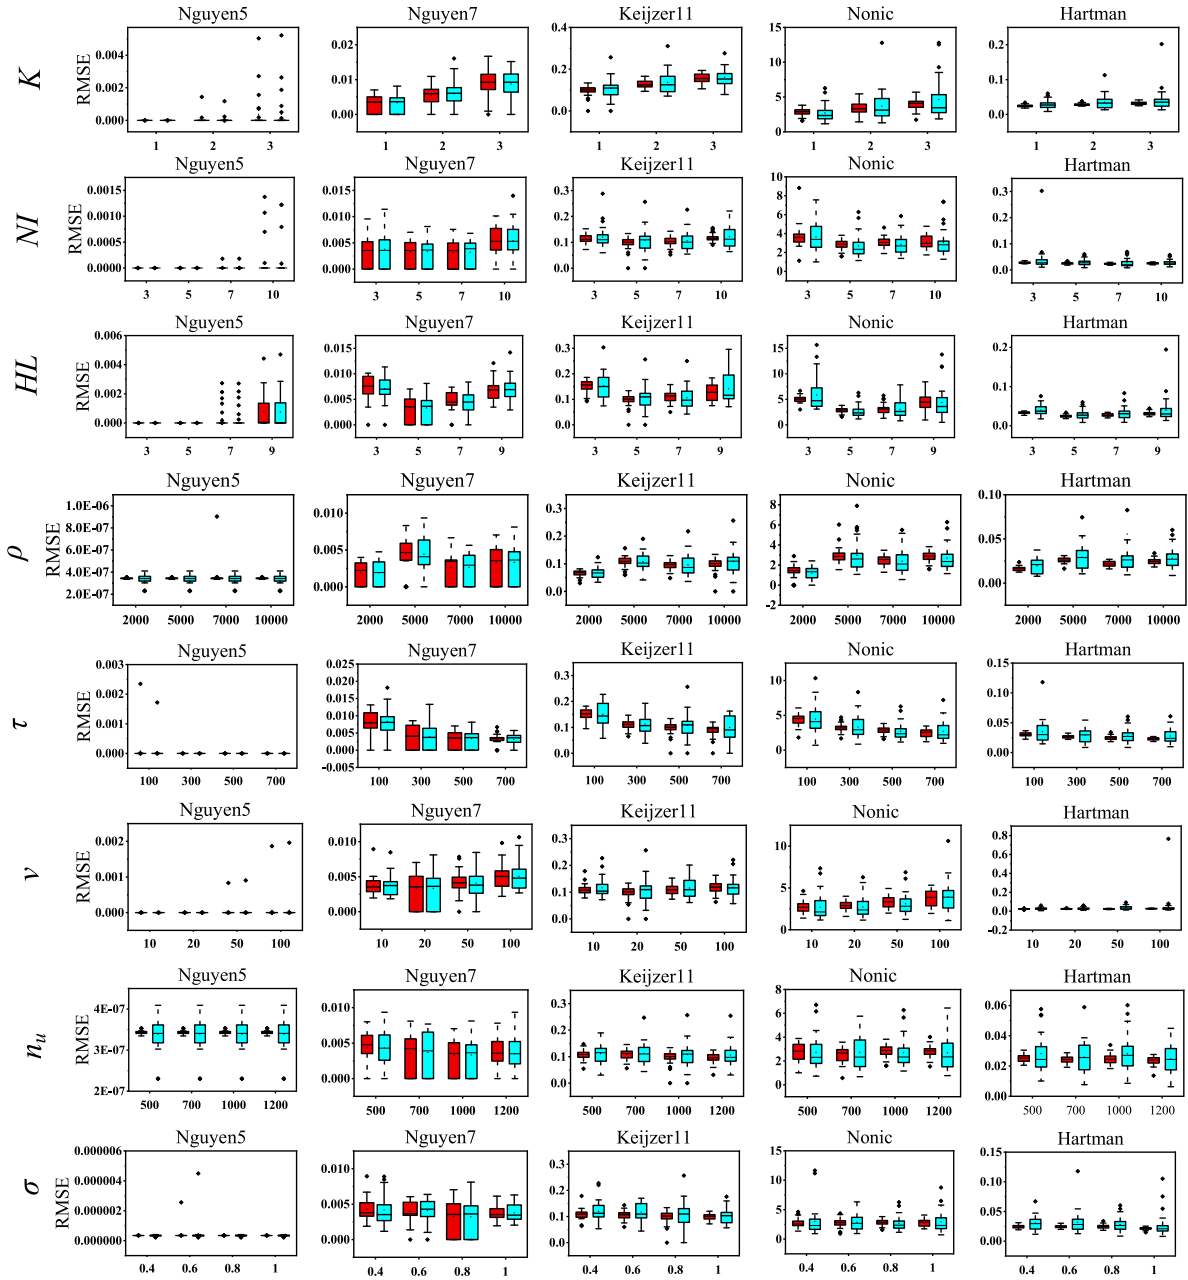 Nguyen5 Nguyen7 Keijzer11 Nonic Hartman
K RMSE
0.004 0.002 0.000
0.02 0.01 0.00
0.4 0.2 0.0
15 10 5 0
0.2 0.1 0.0
1 2 3 1 2 3 1 2 3 1 2 3 1 2 3
Nguyen5 Nguyen7 Keijzer11 Nonic Hartman
NI RMSE
0.0015 0.0010 0.0005 0.0000
0.015 0.010 0.005 0.000
0.3 0.2 0.1 0.0
10 8 6 4 2 0
0.3 0.2 0.1 0.0
3 5 7 10 3 5 7 10 3 5 7 10 3 5 7 10 3 5 7 10
Nguyen5 Nguyen7 Keijzer11 Nonic Hartman
HL RMSE
0.006 0.004 0.002 0.000
0.015 0.010 0.005 0.000
0.3 0.2 0.1 0.0
15 10 5 0
0.2 0.1 0.0
3 5 7 9 3 5 7 9 3 5 7 9 3 5 7 9 3 5 7 9
Nguyen5 Nguyen7 Keijzer11 Nonic Hartman
ρ RMSE
1.0E-06 8.0E-07 6.0E-07 4.0E-07 2.0E-07
0.010 0.005 0.000
0.3 0.2 0.1 0.0
8 6 4 2 0 -2
0.10 0.05 0.00
2000 5000 7000 10000 2000 5000 7000 10000 2000 5000 7000 10000 2000 5000 7000 10000 2000 5000 7000 10000
Nguyen5 Nguyen7 Keijzer11 Nonic Hartman
τ RMSE
0.003 0.002 0.001 0.000
0.025 0.020 0.015 0.010 0.005 0.000 -0.005
0.3 0.2 0.1 0.0
10 5 0
0.15 0.10 0.05 0.00
100 300 500 700 100 300 500 700 100 300 500 700 100 300 500 700 100 300 500 700
Nguyen5 Nguyen7 Keijzer11 Nonic Hartman
v RMSE
0.002 0.001 0.000
0.010 0.005 0.000
0.3 0.2 0.1 0.0
10 5 0
0.8 0.6 0.4 0.2 0.0 -0.2
10 20 50 100 10 20 50 100 10 20 50 100 10 20 50 100 10 20 50 100
Nguyen5 Nguyen7 Keijzer11 Nonic Hartman
nu RMSE
4E-07 3E-07 2E-07
0.010 0.005 0.000
0.3 0.2 0.1 0.0
8 6 4 2 0
0.06 0.04 0.02 0.00
500 700 1000 1200 500 700 1000 1200 500 700 1000 1200 500 700 1000 1200 500 700 1000 1200
Nguyen5 Nguyen7 Keijzer11 Nonic Hartman
σ RMSE
0.000006 0.000004 0.000002 0.000000
0.010 0.005 0.000
0.3 0.2 0.1 0.0
10 5 0
0.15 0.10 0.05 0.00
0.4 0.6 0.8 1 0.4 0.6 0.8 1 0.4 0.6 0.8 1 0.4 0.6 0.8 1 0.4 0.6 0.8 1